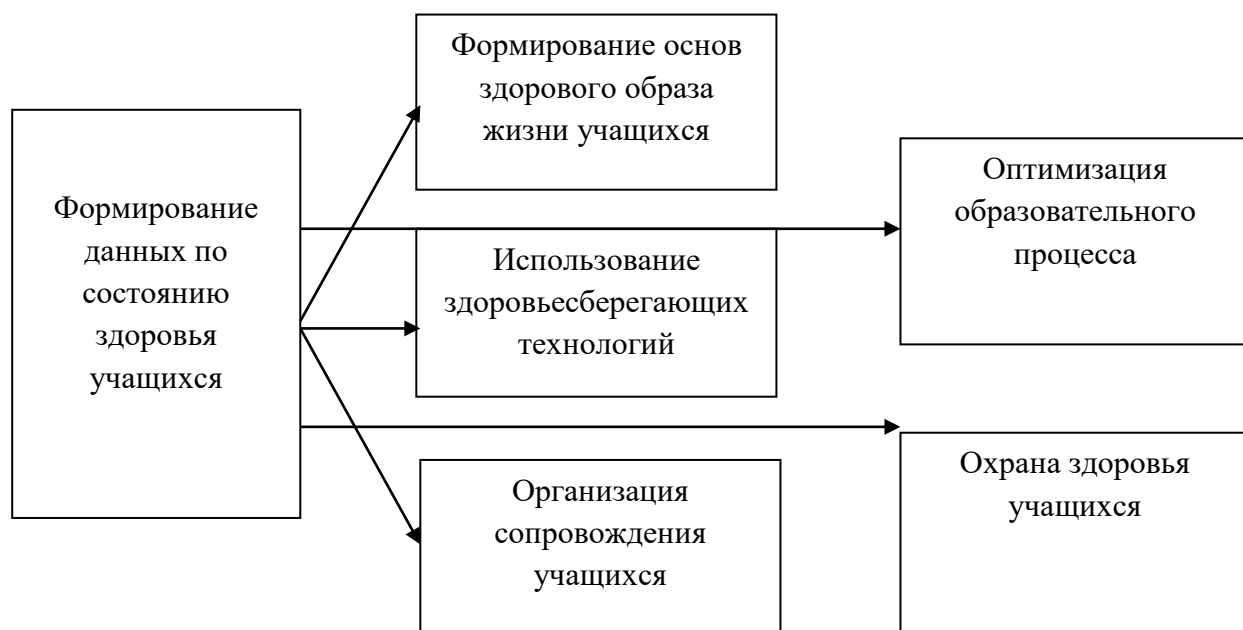 Формирование
данных по
состоянию
здоровья
учащихся
Формирование основ
здорового образа
жизни учащихся
Использование
здоровьесберегающих
технологий
Организация
сопровождения
учащихся
Оптимизация
образовательного
процесса
Охрана здоровья
учащихся